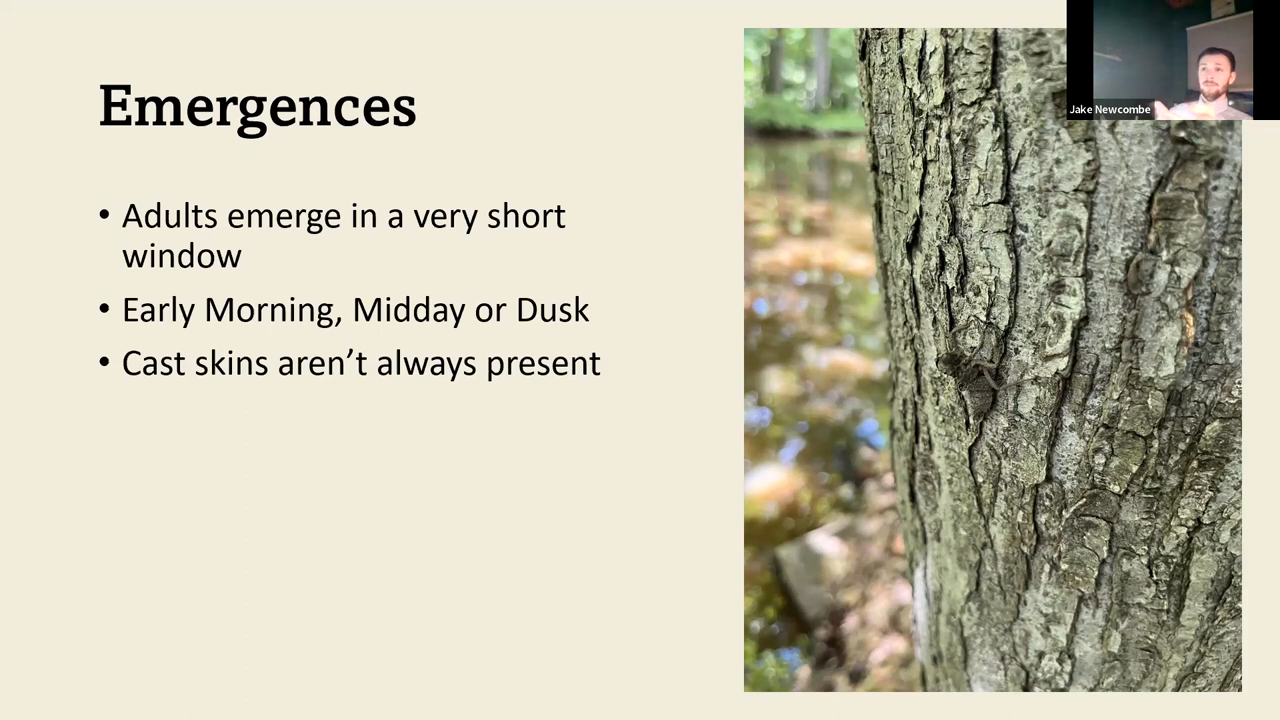 Emergences
• Adults emerge in a very short
window
• Early Morning, Midday or Dusk
• Cast skins aren’t always present
Jake Newcombe